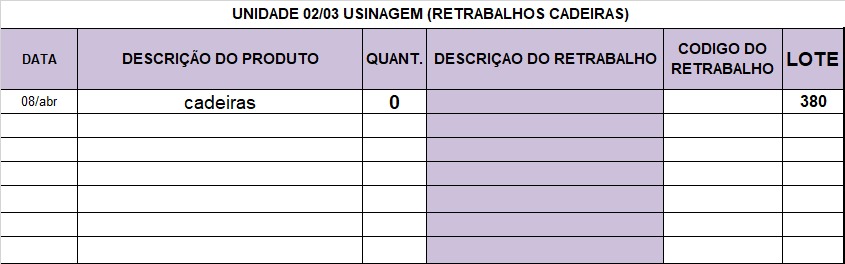 UNIDADE 02/03 USINAGEM (RETRABALHOS CADEIRAS)
DATA DESCRIÇÃO DO PRODUTO QUANT. DESCRIÇAO DO RETRABALHO CODIGO DO RETRABALHO LOTE
08/abr cadeiras 0 380